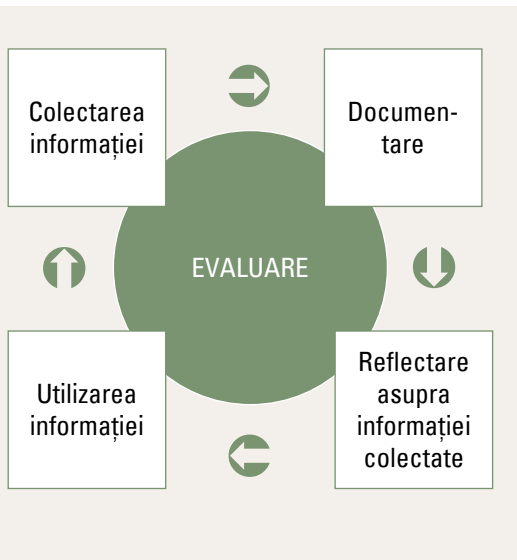 Colectarea
informației
Documen-
tare
EVALUARE
Utilizarea
informației
Reflectare
asupra
informației
colectate